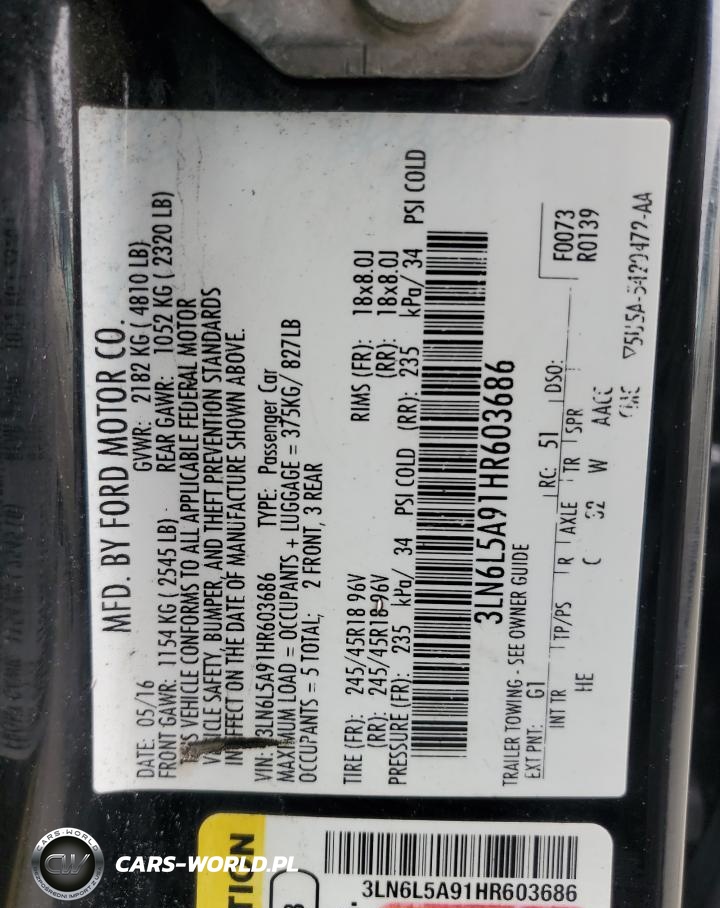 MFD. BY FORD MOTOR CO.
DATE: 05/16 GVWR: 2182 KG ( 4810 LB)
FRONT GAWR: 1154 KG ( 2545 LB) REAR GAWR: 1052 KG ( 2320 LB)
VEHICLE CONFORMS TO ALL APPLICABLE FEDERAL MOTOR
VEHICLE SAFETY, BUMPER, AND THEFT PREVENTION STANDARDS
IN EFFECT ON THE DATE OF MANUFACTURE SHOWN ABOVE.
VIN: 3LN6L5A91HR603686 TYPE: Passenger Car
MAXIMUM LOAD = OCCUPANTS + LUGGAGE = 375KG/ 827LB
OCCUPANTS = 5 TOTAL; 2 FRONT, 3 REAR
TIRE (FR): 245/45R18 96V RIMS (FR): 18x8.0J
(RR): 245/45R18 96V (RR): 18x8.0J
PRESSURE (FR): 235 kPa/ 34 PSI COLD (RR): 235 kPa/ 34 PSI COLD
3LN6L5A91HR603686
TRAILER TOWING - SEE OWNER GUIDE
F0073
EXT PNT: G1 RC: 51 DSO: R0139
INT TR TP/PS R AXLE TR SPR
HE C W AACC
3LN6L5A91HR603686
CARS-WORLD
CW
CARS-WORLD.PL